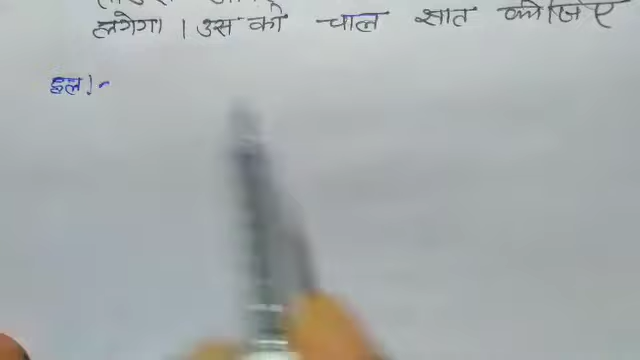 लगेगा। उस की चाल ज्ञात कीजिए
हल।-